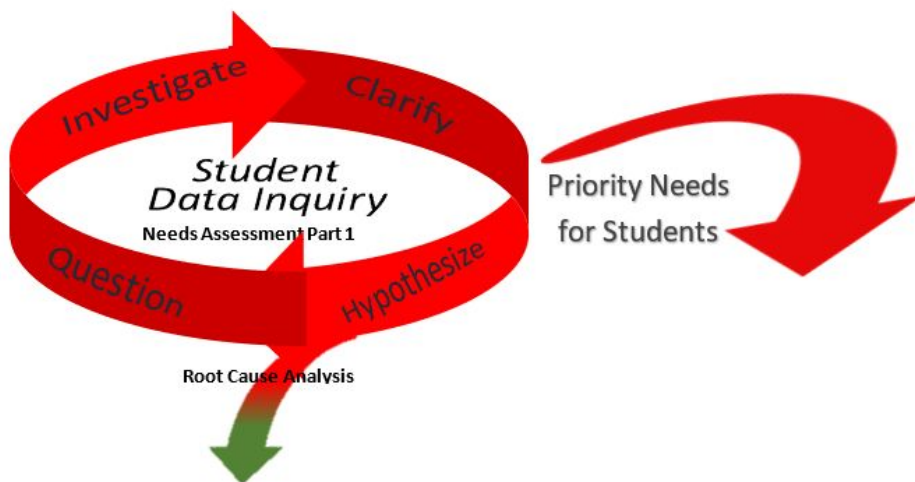 Investigate
Clarify
Student
Data Inquiry
Needs Assessment Part 1
Question
Hypothesize
Root Cause Analysis
Priority Needs
for Students